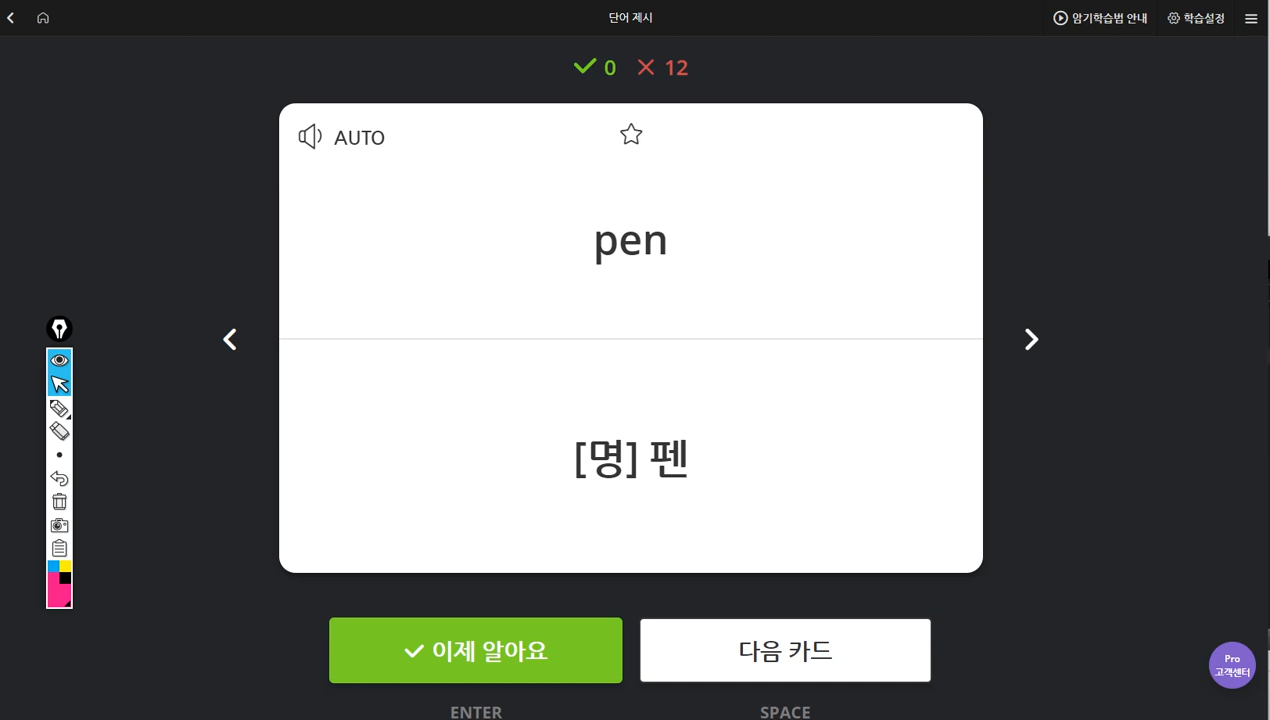 단어 제시
암기학습법 안내
학습설정
0
12
AUTO
pen
[명] 펜
이제 알아요
다음 카드
ENTER
SPACE
Pro
고객센터